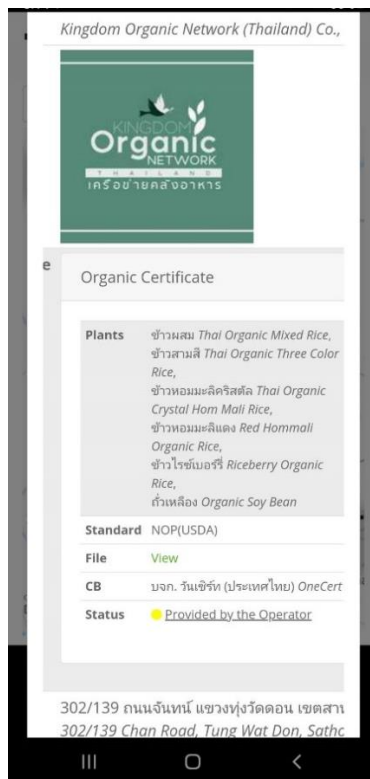 Kingdom Organic Network (Thailand) Co.,
KINGDOM
Organic
NETWORK
THAILAND
เครือข่ายคลังอาหาร
e
Organic Certificate
Plants ข้าวผสม Thai Organic Mixed Rice,
ข้าวสามสี Thai Organic Three Color
Rice,
ข้าวหอมมะลิคริสตัล Thai Organic
Crystal Hom Mali Rice,
ข้าวหอมมะลิแดง Red Hommali
Organic Rice,
ข้าวไรซ์เบอร์รี่ Riceberry Organic
Rice,
ถั่วเหลือง Organic Soy Bean
Standard NOP(USDA)
File View
CB บจก. วันเซิร์ท (ประเทศไทย) OneCert
Status Provided by the Operator
302/139 ถนนจันทน์ แขวงทุ่งวัดดอน เขตสาท
302/139 Chan Road, Tung Wat Don, Satho